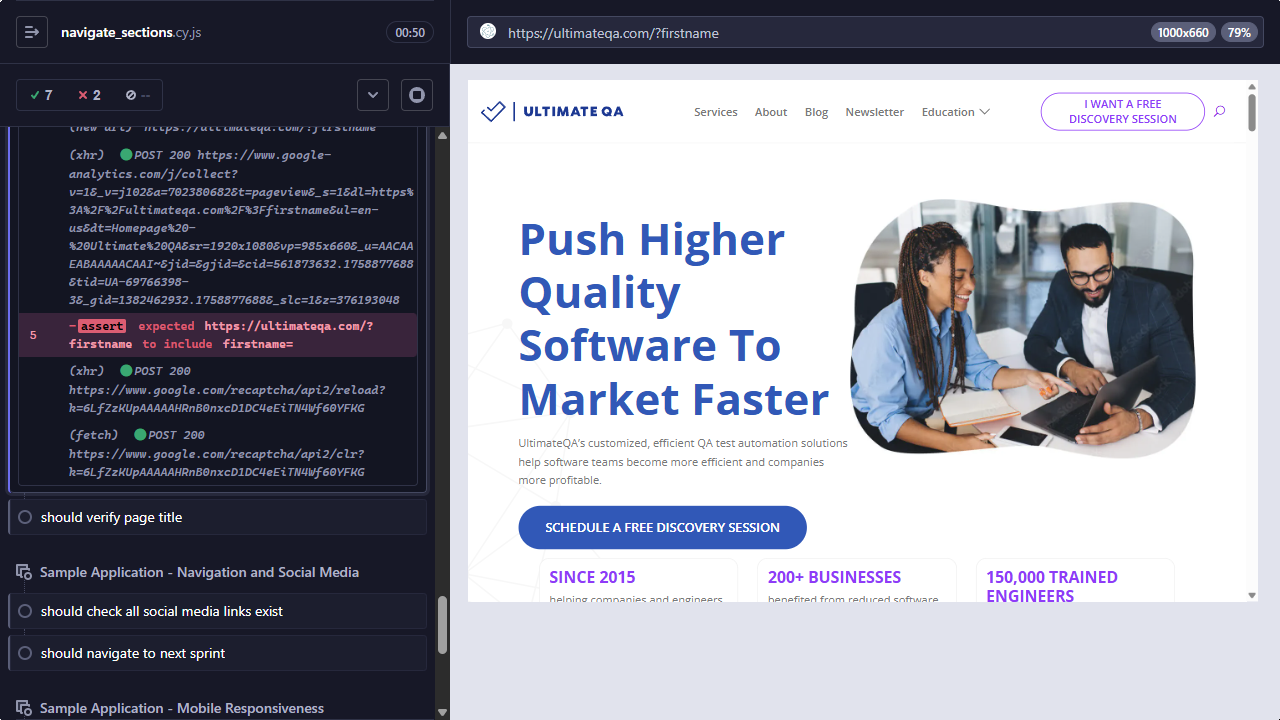 navigate_sections.cy.js
00:50
7
2
--
(new url) https://ultimateqa.com/?firstname
(xhr) POST 200 https://www.google-
analytics.com/j/collect?
v=1&_v=j102&a=702380682&t=pageview&_s=1&dl=https%
3A%2F%2Fultimateqa.com%2F%3Ffirstname&ul=en-
us&dt=Homepage%20-
%20Ultimate%20QA&sr=1920x1080&vp=985x660&_u=AACAA
EABAAAAACAAI~&jid=&gjid=&cid=561873632.1758877688
&tid=UA-69766398-
3&_gid=1382462932.1758877688&_slc=1&z=376193048
5
-assert expected https://ultimateqa.com/?
firstname to include firstname=
(xhr) POST 200
https://www.google.com/recaptcha/api2/reload?
k=6LfZzKUpAAAAAHRnB0nxcD1DC4eEiTN4Wf60YFKG
(fetch) POST 200
https://www.google.com/recaptcha/api2/clr?
k=6LfZzKUpAAAAAHRnB0nxcD1DC4eEiTN4Wf60YFKG
should verify page title
Sample Application - Navigation and Social Media
should check all social media links exist
should navigate to next sprint
Sample Application - Mobile Responsiveness
https://ultimateqa.com/?firstname
1000x660
79%
ULTIMATE QA
Services
About
Blog
Newsletter
Education
I WANT A FREE
DISCOVERY SESSION
Push Higher
Quality
Software To
Market Faster
UltimateQA’s customized, efficient QA test automation solutions
help software teams become more efficient and companies
more profitable.
SCHEDULE A FREE DISCOVERY SESSION
SINCE 2015
helping companies and engineers
200+ BUSINESSES
benefited from reduced software
150,000 TRAINED
ENGINEERS